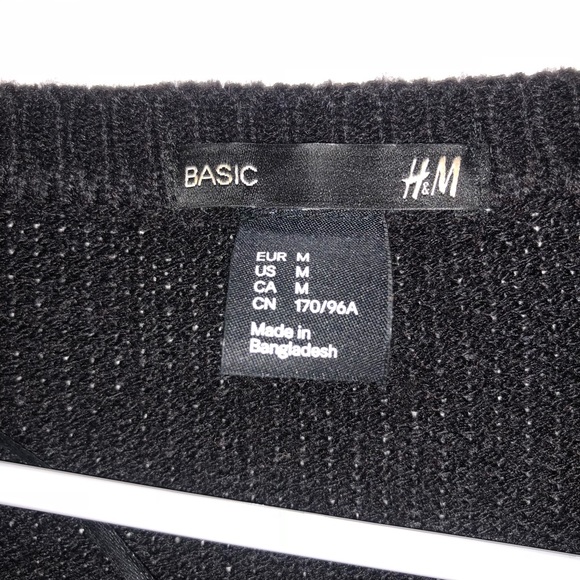 BASIC H&M
EUR M
US M
CA M
CN 170/96A
Made in
Bangladesh